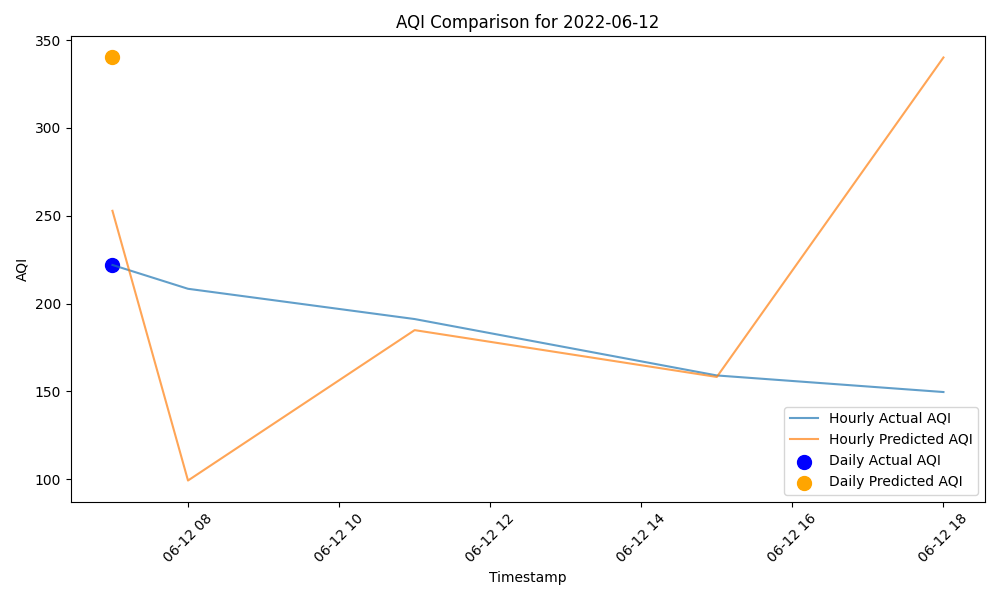 AQI Comparison for 2022-06-12
350
300
250
200
150
100
AQI
06-12 08
06-12 10
06-12 12
06-12 14
06-12 16
06-12 18
Timestamp
Hourly Actual AQI
Hourly Predicted AQI
Daily Actual AQI
Daily Predicted AQI